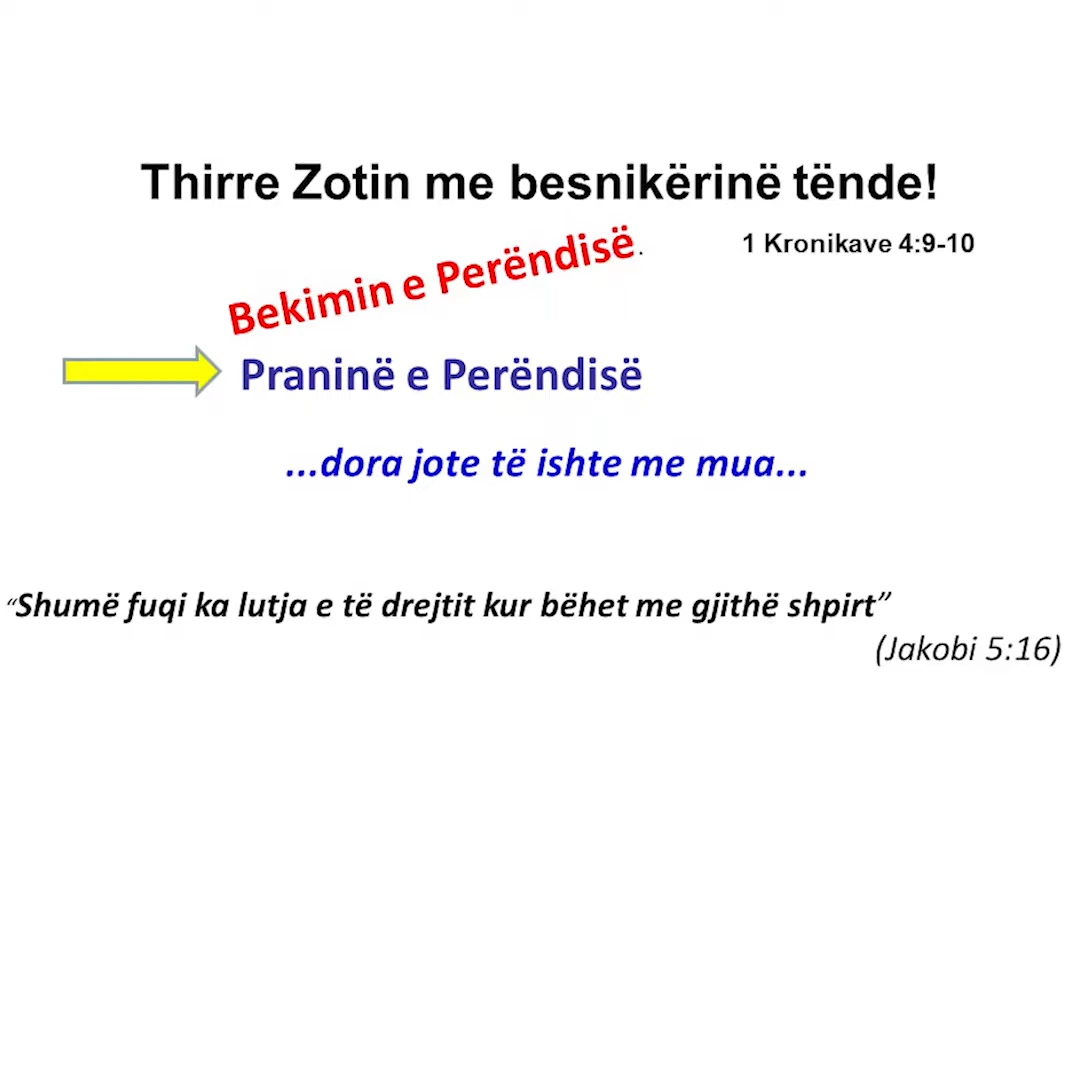 Thirre Zotin me besnikërinë tënde!
1 Kronikave 4:9-10
Bekimin e Perëndisë.
Praninë e Perëndisë
...dora jote të ishte me mua...
“Shumë fuqi ka lutja e të drejtit kur bëhet me gjithë shpirt”
(Jakobi 5:16)